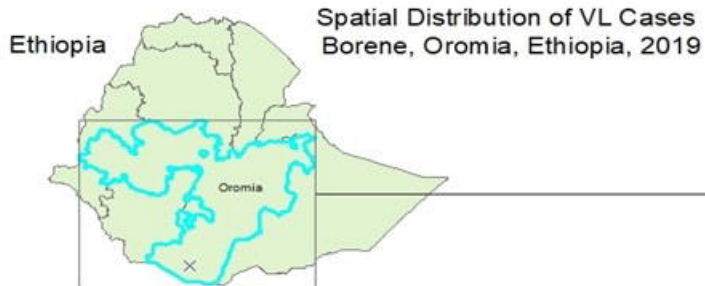 Spatial Distribution of VL Cases
Ethiopia
Borene, Oromia, Ethiopia, 2019
Oromia